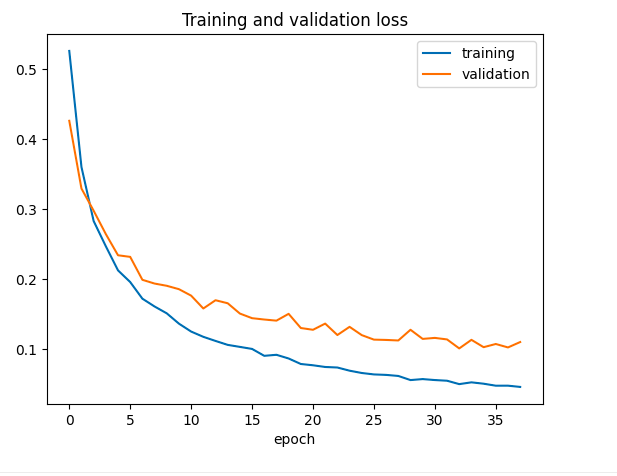 Training and validation loss
training
validation
0.5
0.4
0.3
0.2
0.1
0 5 10 15 20 25 30 35
epoch